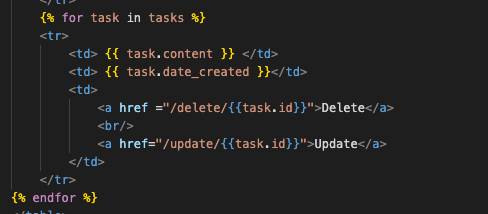 </tr>
{% for task in tasks %}
<tr>
<td> {{ task.content }} </td>
<td> {{ task.date_created }}</td>
<td>
<a href ="/delete/{{task.id}}">Delete</a>
<br/>
<a href="/update/{{task.id}}">Update</a>
</td>
</tr>
{% endfor %}
</table>